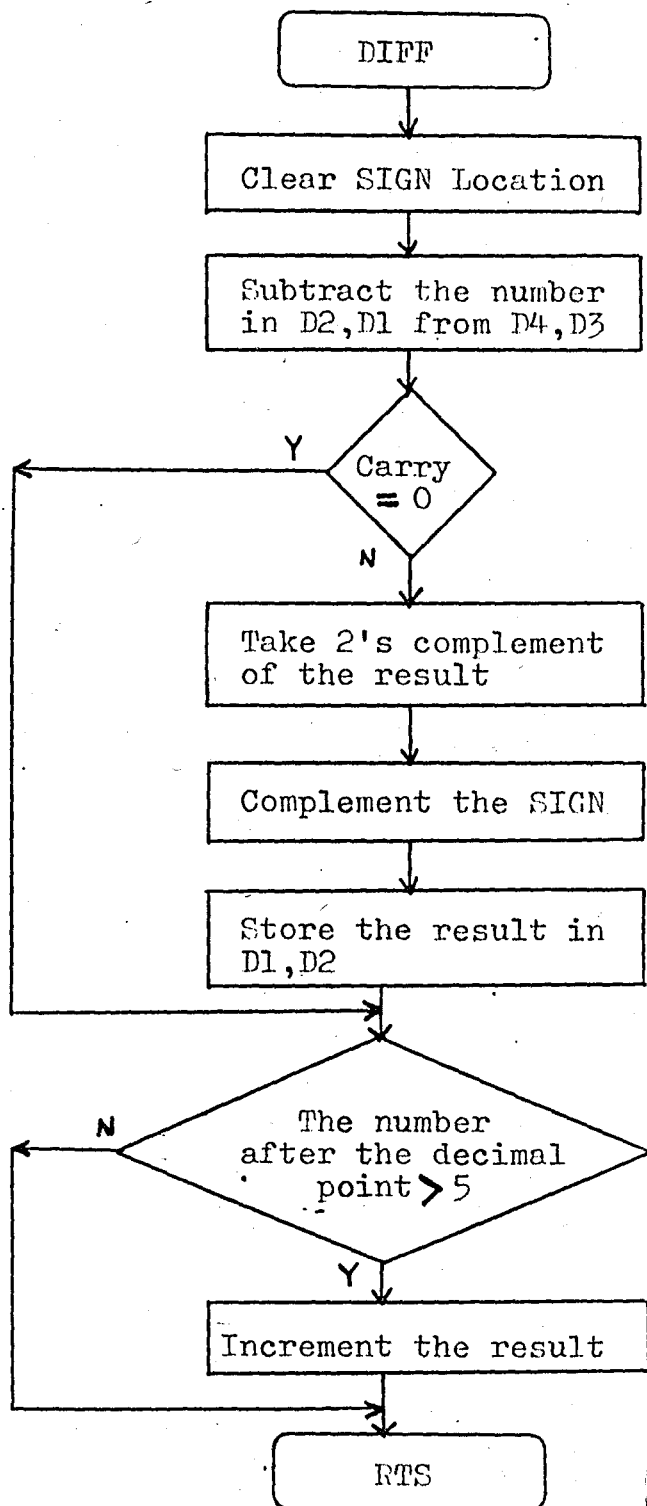 DIFF
Clear SIGN Location
Subtract the number
in D2,D1 from D4,D3
Y
Carry
= 0
N
Take 2's complement
of the result
Complement the SIGN
Store the result in
D1,D2
N
The number
after the decimal
point > 5
Y
Increment the result
RTS